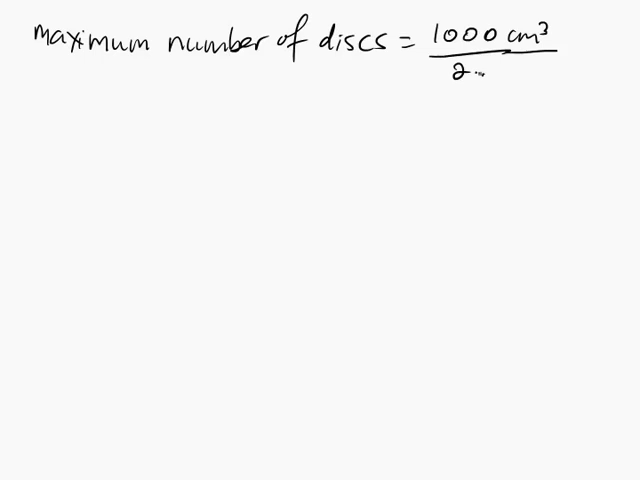 maximum number of discs = 1000 cm³
2..